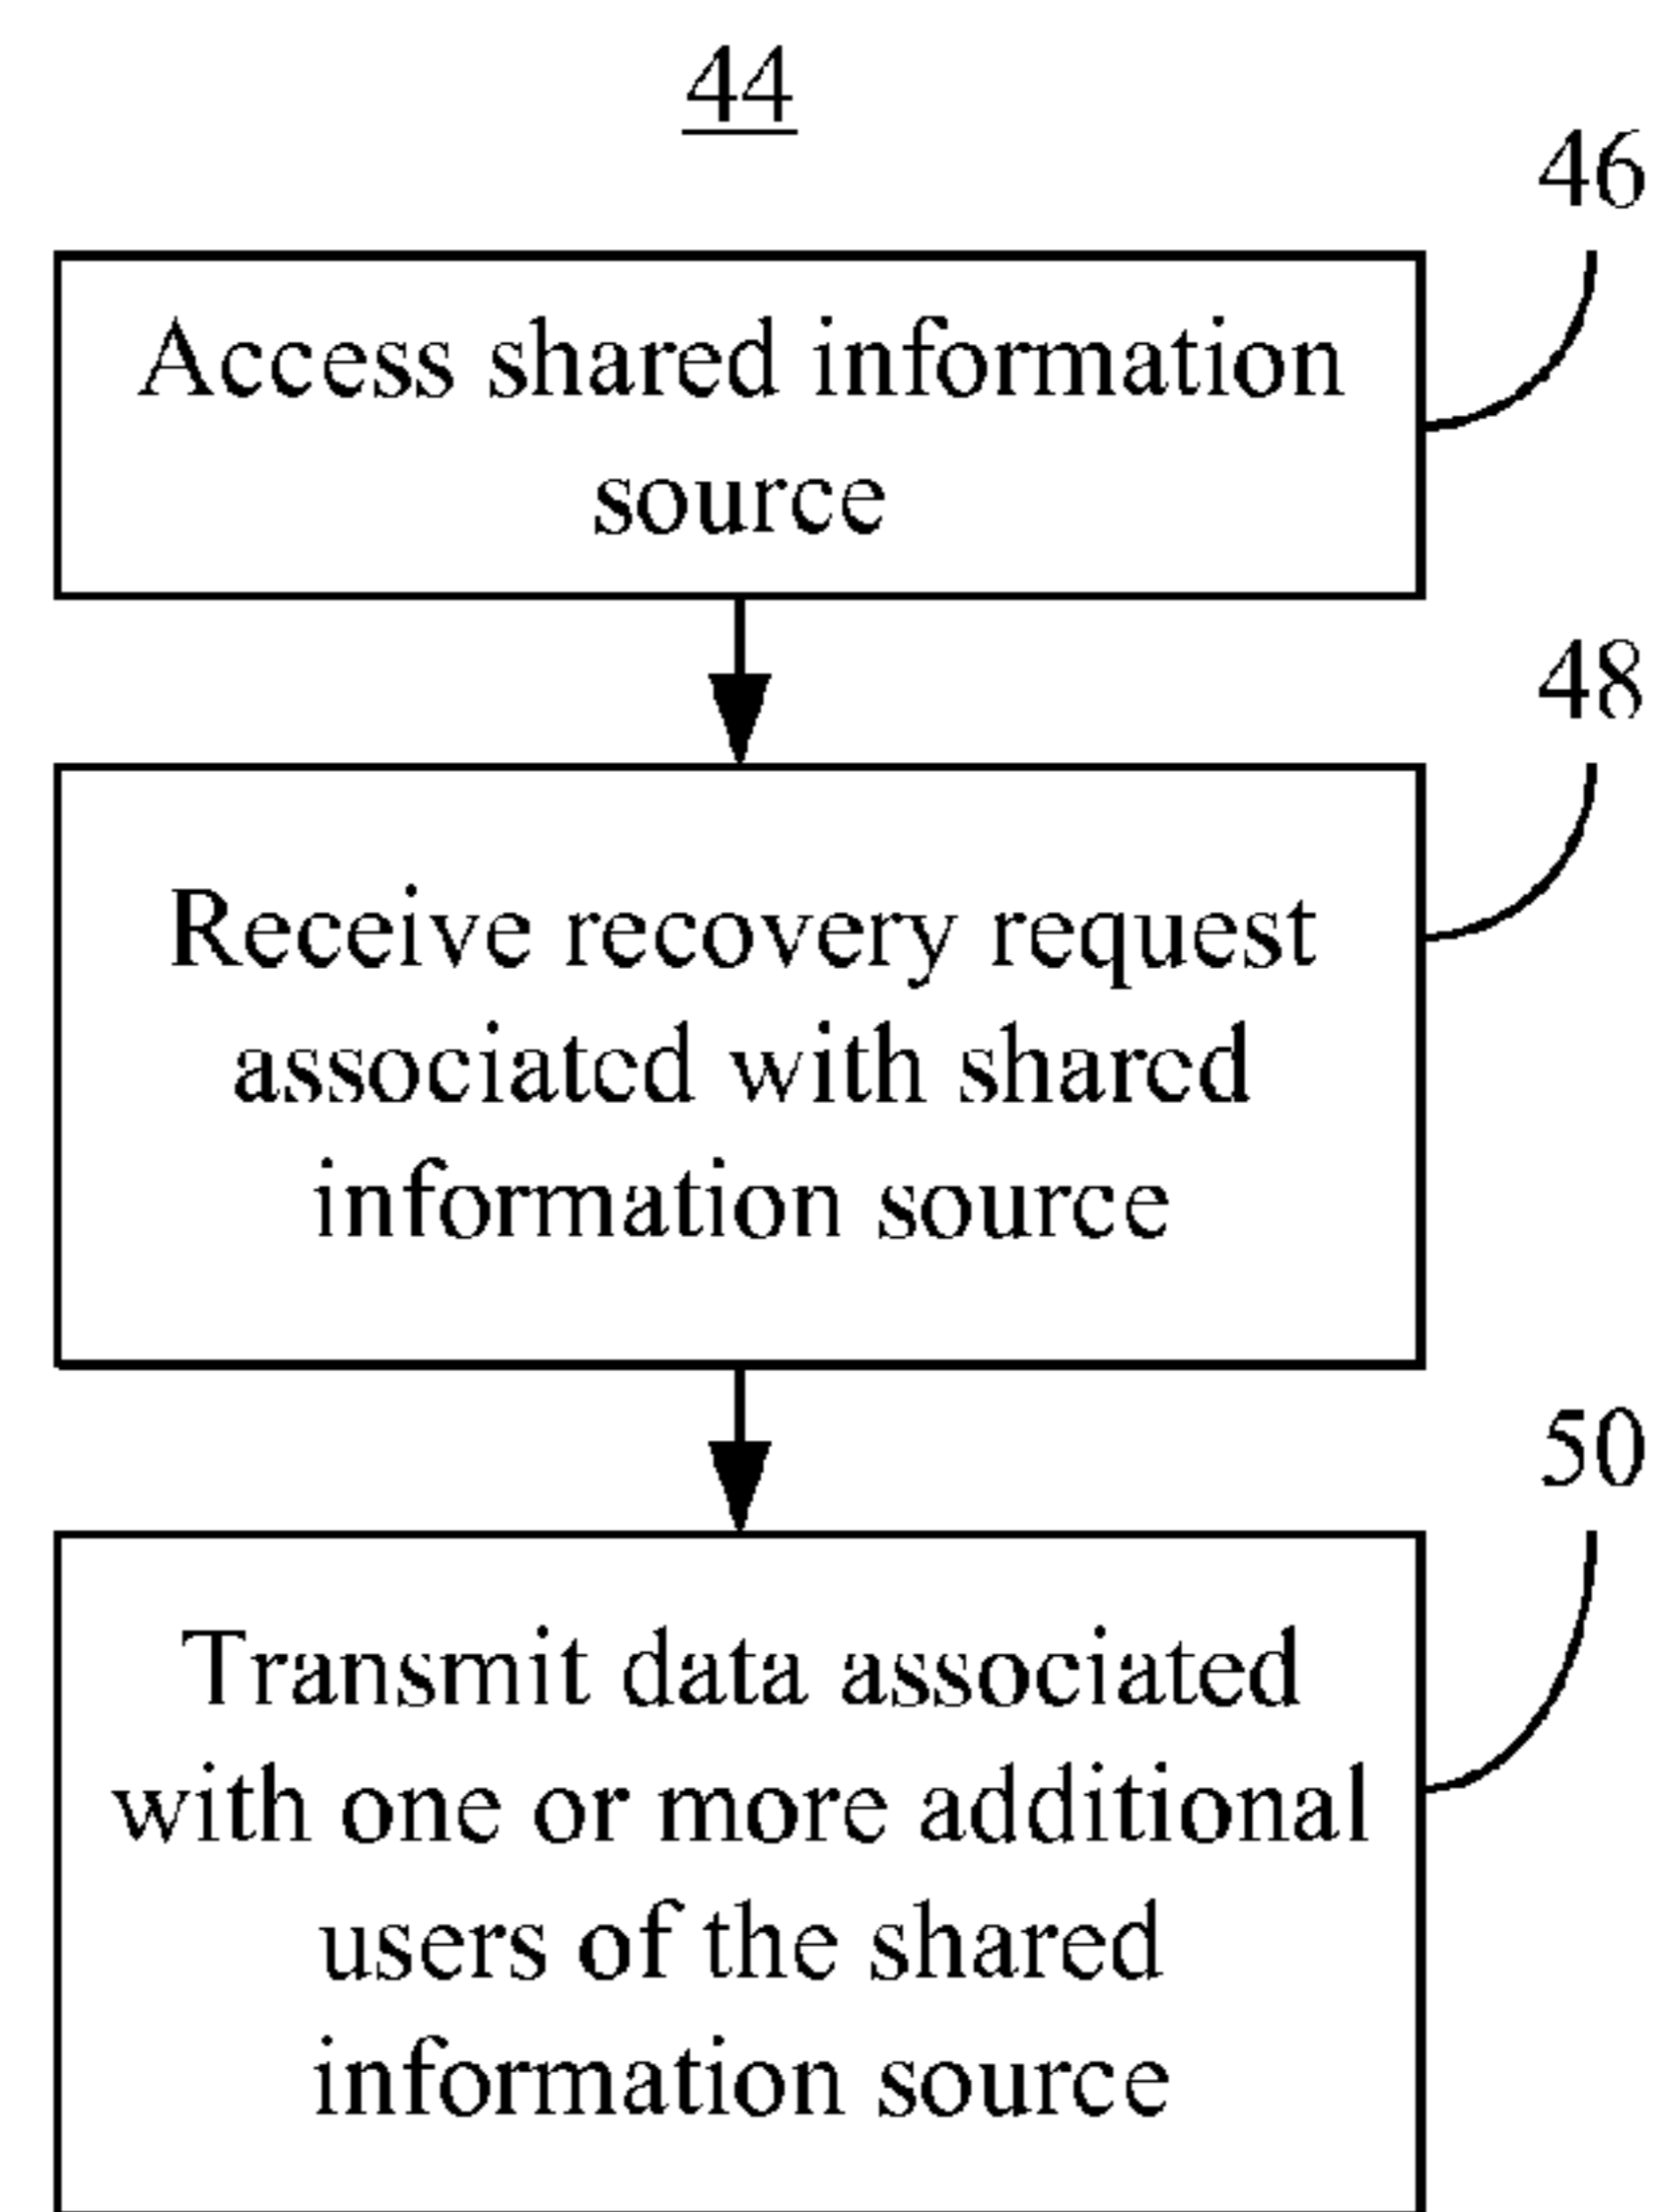 44
46
Access shared information
source
48
Receive recovery request
associated with shared
information source
50
Transmit data associated
with one or more additional
users of the shared
information source